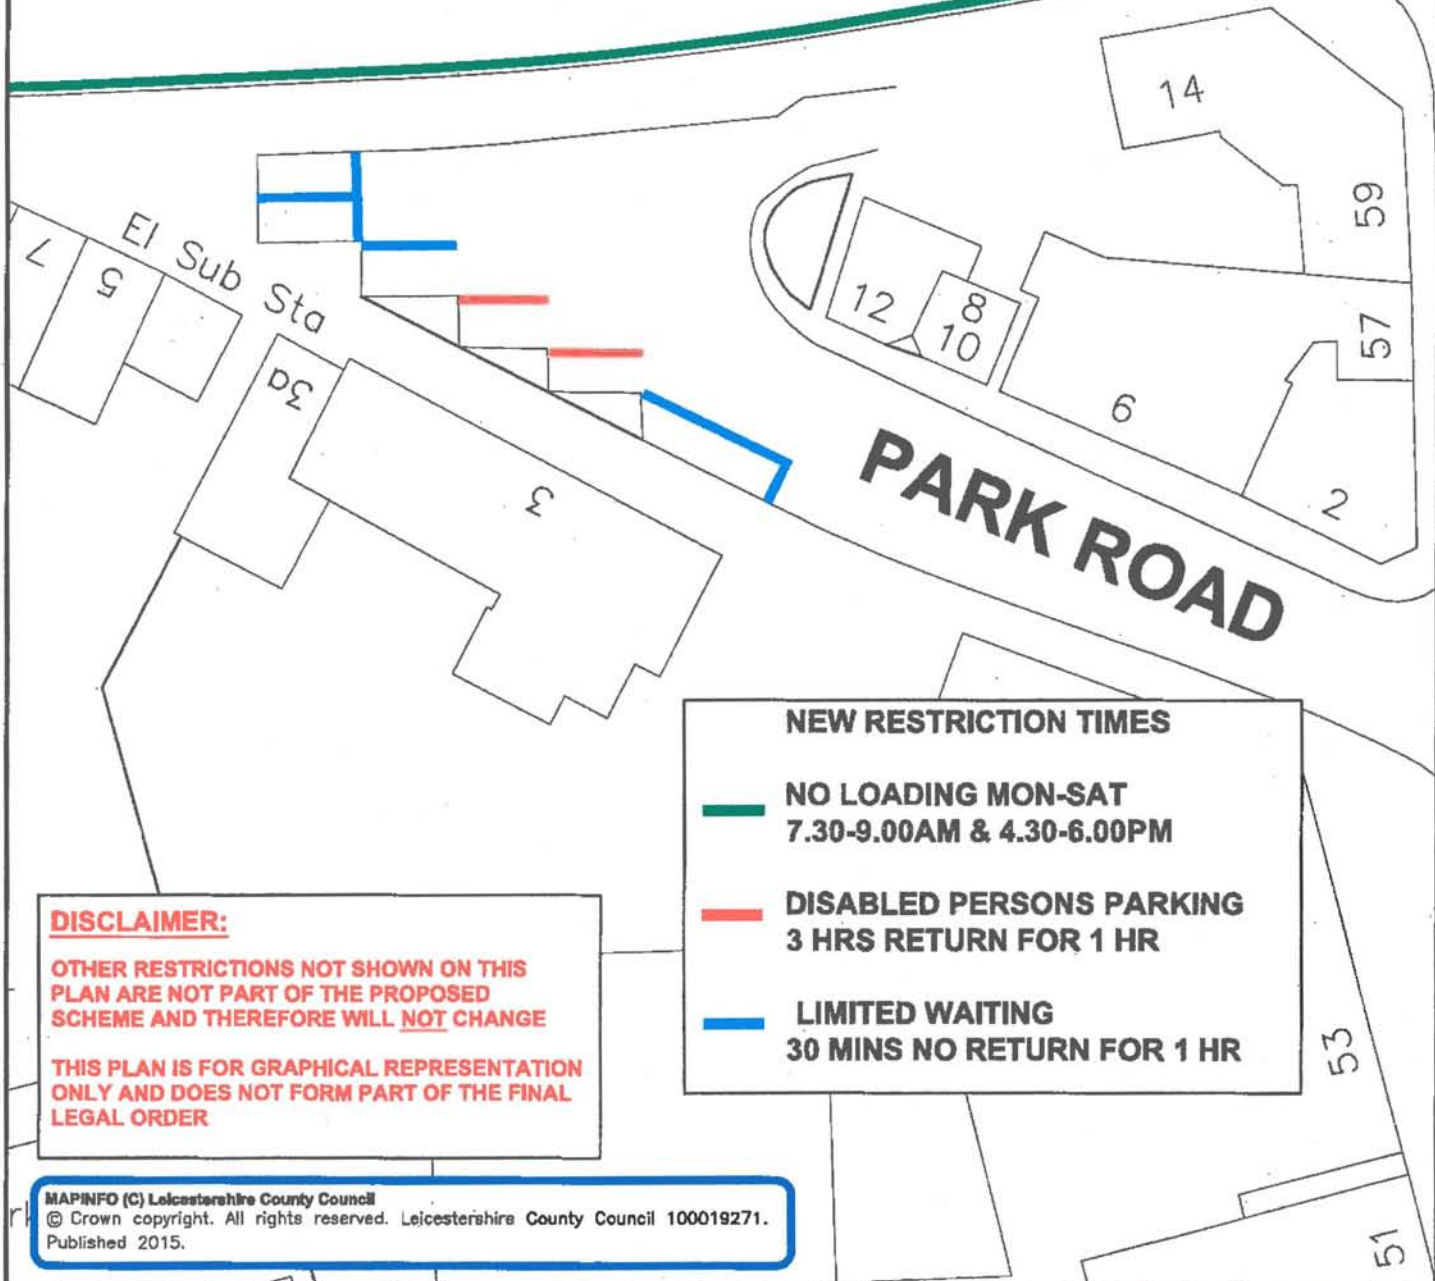 14
59
7
5
El Sub Sta
12
8
10
57
3a
6
3
2
PARK ROAD
NEW RESTRICTION TIMES
NO LOADING MON-SAT
7.30-9.00AM & 4.30-6.00PM
DISABLED PERSONS PARKING
3 HRS RETURN FOR 1 HR
LIMITED WAITING
30 MINS NO RETURN FOR 1 HR
DISCLAIMER:
OTHER RESTRICTIONS NOT SHOWN ON THIS
PLAN ARE NOT PART OF THE PROPOSED
SCHEME AND THEREFORE WILL NOT CHANGE
THIS PLAN IS FOR GRAPHICAL REPRESENTATION
ONLY AND DOES NOT FORM PART OF THE FINAL
LEGAL ORDER
53
MAPINFO (C) Leicestershire County Council
© Crown copyright. All rights reserved. Leicestershire County Council 100019271.
Published 2015.
51